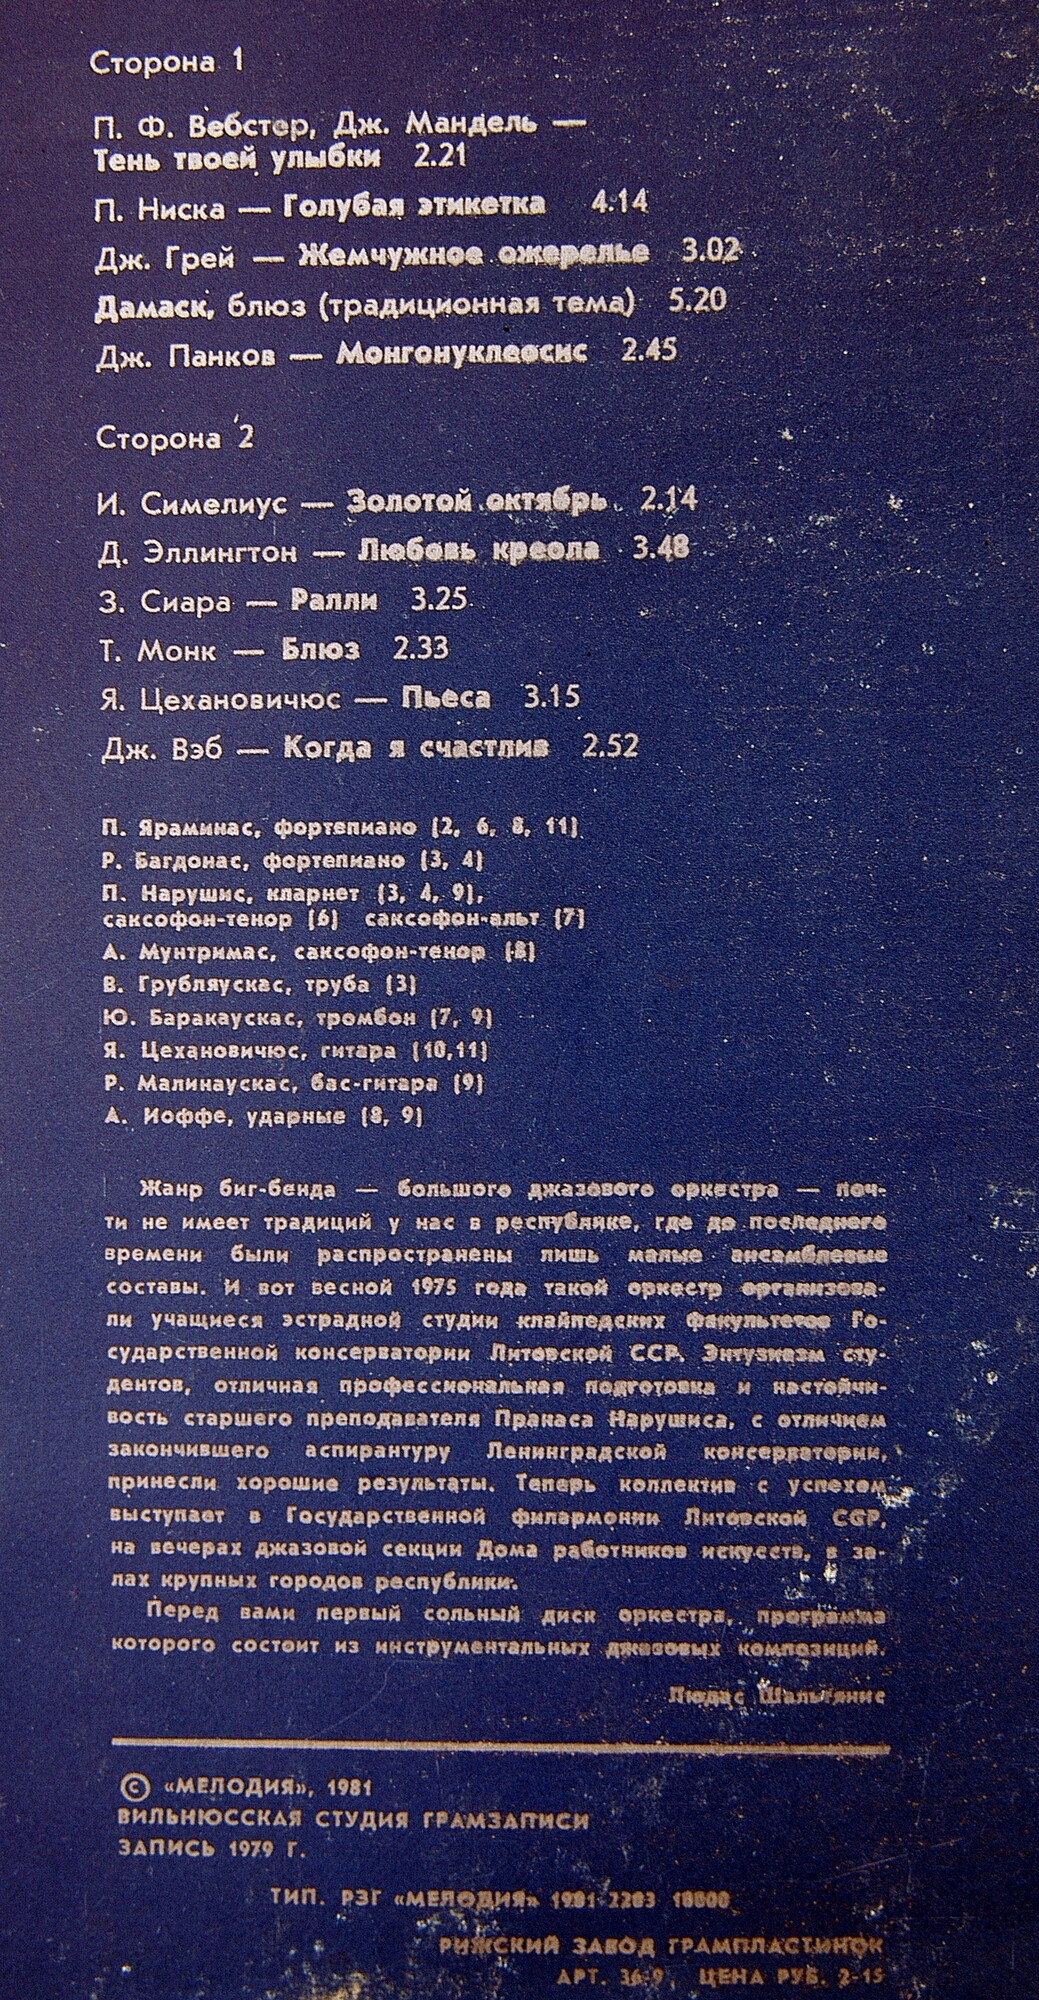 Сторона 1
П. Ф. Вебстер, Дж. Мандель —
Тень твоей улыбки 2.21
П. Ниска — Голубая этикетка 4.14
Дж. Грей — Жемчужное ожерелье 3.02
Дамаск, блюз (традиционная тема) 5.20
Дж. Панков — Монгонуклеосис 2.45
Сторона 2
И. Симелиус — Золотой октябрь 2.14
Д. Эллингтон — Любовь креола 3.48
З. Сиара — Ралли 3.25
Т. Монк — Блюз 2.33
Я. Цехановичюс — Пьеса 3.15
Дж. Вэб — Когда я счастлив 2.52
П. Яраминас, фортепиано (2, 6, 8, 11)
Р. Багдонас, фортепиано (3, 4)
П. Нарушис, кларнет (3, 4, 9),
саксофон-тенор (6) саксофон-альт (7)
А. Мунтримас, саксофон-тенор (8)
В. Грубляускас, труба (3)
Ю. Баракаускас, тромбон (7, 9)
Я. Цехановичюс, гитара (10,11)
Р. Малинаускас, бас-гитара (9)
А. Иоффе, ударные (8, 9)
Жанр биг-бенда — большого джазового оркестра — поч-
ти не имеет традиций у нас в республике, где до последнего
времени были распространены лишь малые ансамблевые
составы. И вот весной 1975 года такой оркестр организова-
ли учащиеся эстрадной студии клайпедских факультетов Го-
сударственной консерватории Литовской ССР. Энтузиазм сту-
дентов, отличная профессиональная подготовка и настойчи-
вость старшего преподавателя Пранаса Нарушиса, с отличием
закончившего аспирантуру Ленинградской консерватории,
принесли хорошие результаты. Теперь коллектив с успехом
выступает в Государственной филармонии Литовской ССР,
на вечерах джазовой секции Дома работников искусств, в за-
лах крупных городов республики.
Перед вами первый сольный диск оркестра, программа
которого состоит из инструментальных джазовых композиций.
Людас Шальтянис
© «МЕЛОДИЯ», 1981
ВИЛЬНЮССКАЯ СТУДИЯ ГРАМЗАПИСИ
ЗАПИСЬ 1979 Г.
ТИП. РЗГ «МЕЛОДИЯ» 1981 2203 10000
РИЖСКИЙ ЗАВОД ГРАМПЛАСТИНОК
АРТ. ЦЕНА РУБ. 2-15